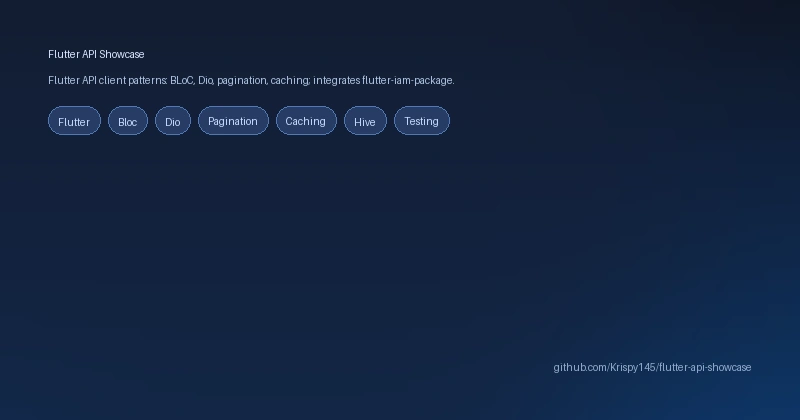 Flutter API Showcase
Flutter API client patterns: BLoC, Dio, pagination, caching; integrates flutter-iam-package.
Flutter Bloc Dio Pagination Caching Hive Testing
github.com/Krispy145/flutter-api-showcase